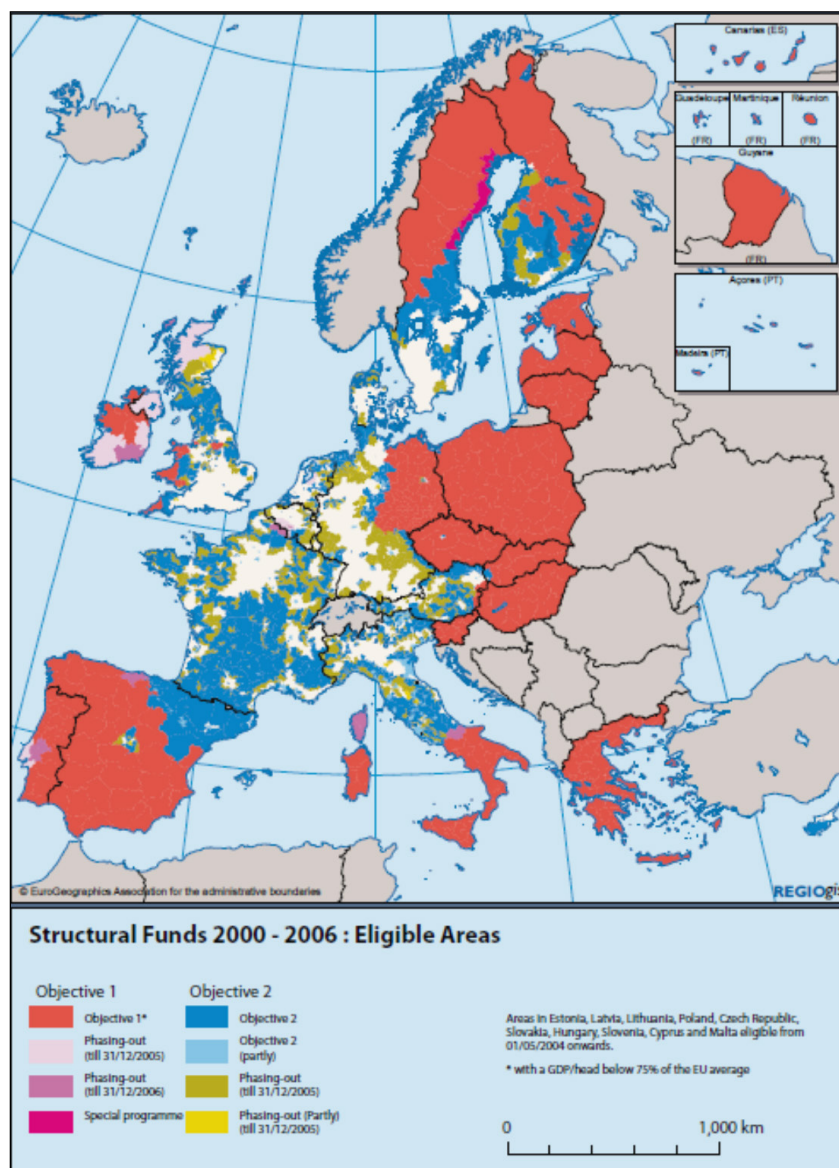 Canarias (ES)
Guadeloupe
Martinique
Réunion
(FR)
(FR)
(FR)
Guyane
(FR)
Açores (PT)
Madeira (PT)
© EuroGeographics Association for the administrative boundaries
REGIOgis
Structural Funds 2000 - 2006 : Eligible Areas
Objective 1
Objective 2
Objective 1*
Objective 2
Phasing-out
(till 31/12/2005)
Objective 2
(partly)
Phasing-out
(till 31/12/2006)
Phasing-out
(till 31/12/2005)
Special programme
Phasing-out (Partly)
(till 31/12/2005)
Areas in Estonia, Latvia, Lithuania, Poland, Czech Republic,
Slovakia, Hungary, Slovenia, Cyprus and Malta eligible from
01/05/2004 onwards.
* with a GDP/head below 75% of the EU average
0
1,000 km